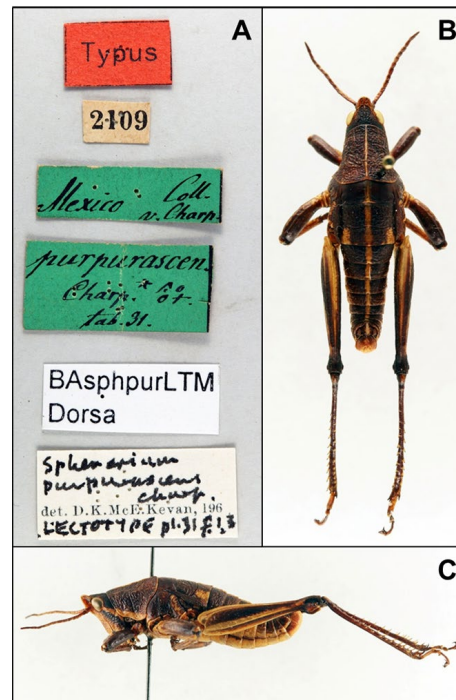 A
Typus
2109
Mexico Coll.
v. Charp.
purpurascen.
Charp. *
tab. 31.
BAsphpurLTM
Dorsa
Sphenarium
purpurascens
charp.
det. D.K.McE.Kevan, 196
LECTOTYPE pl.31 f.1,3
B
C